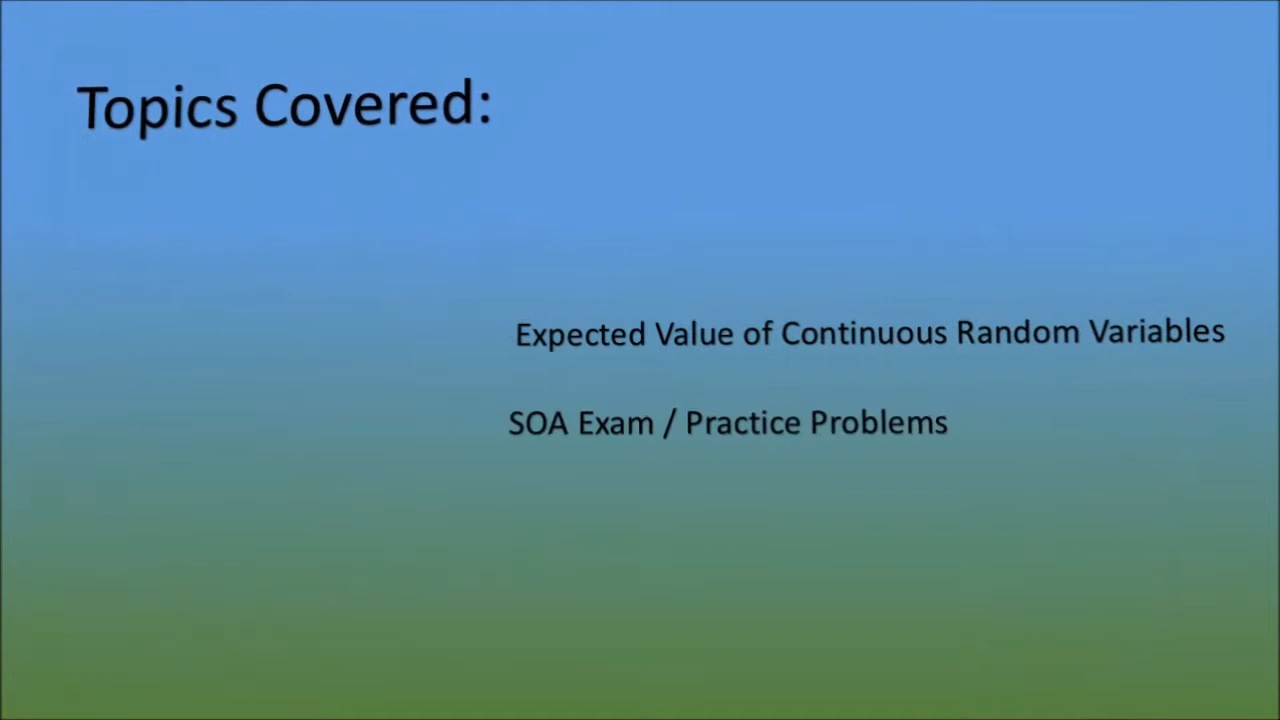 Topics Covered:
Expected Value of Continuous Random Variables
SOA Exam / Practice Problems